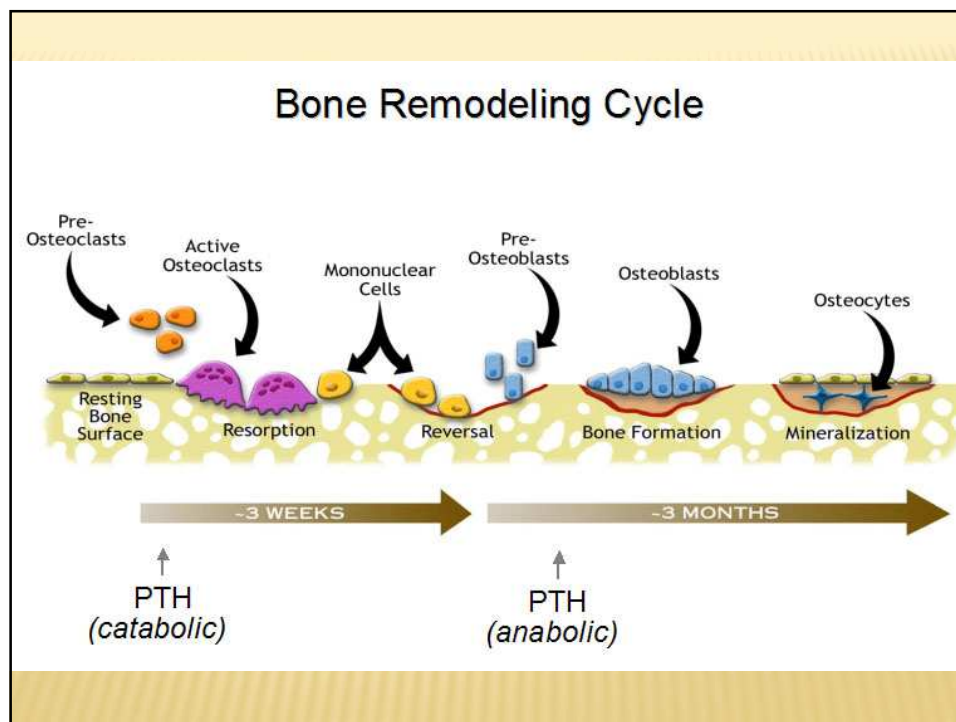 Bone Remodeling Cycle
Pre-
Osteoclasts
Active
Osteoclasts
Mononuclear
Cells
Pre-
Osteoblasts
Osteoblasts
Osteocytes
Resting
Bone
Surface
Resorption
Reversal
Bone Formation
Mineralization
~3 WEEKS
~3 MONTHS
PTH
(catabolic)
PTH
(anabolic)